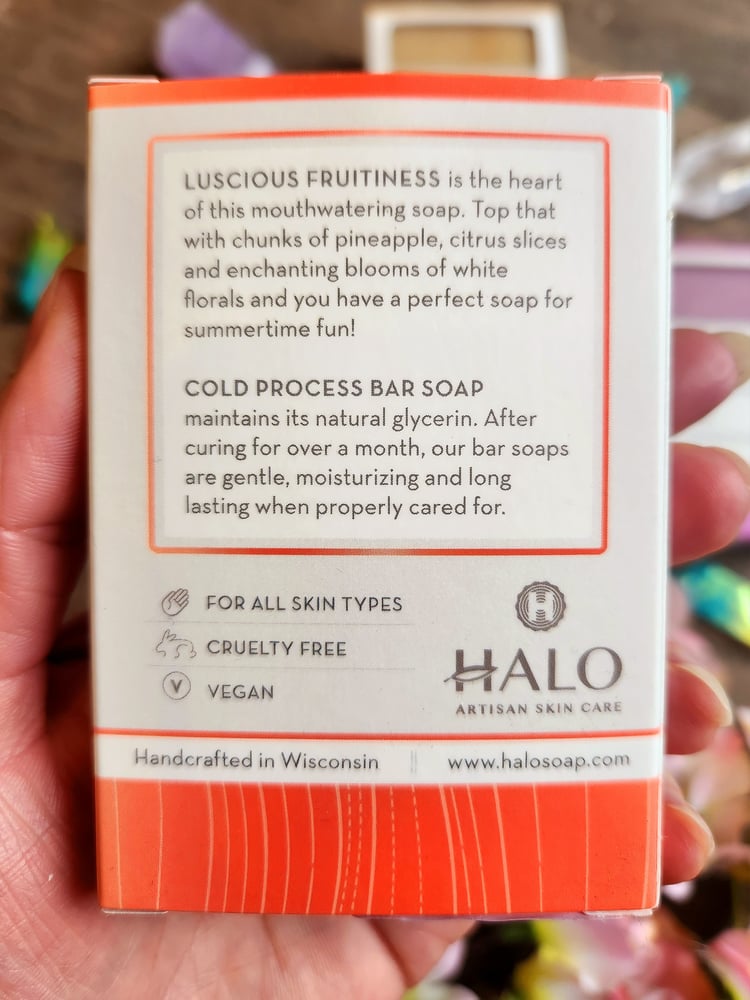 LUSCIOUS FRUITINESS is the heart
of this mouthwatering soap. Top that
with chunks of pineapple, citrus slices
and enchanting blooms of white
florals and you have a perfect soap for
summertime fun!
COLD PROCESS BAR SOAP
maintains its natural glycerin. After
curing for over a month, our bar soaps
are gentle, moisturizing and long
lasting when properly cared for.
FOR ALL SKIN TYPES
CRUELTY FREE
V VEGAN
H
HALO
ARTISAN SKIN CARE
Handcrafted in Wisconsin || www.halosoap.com